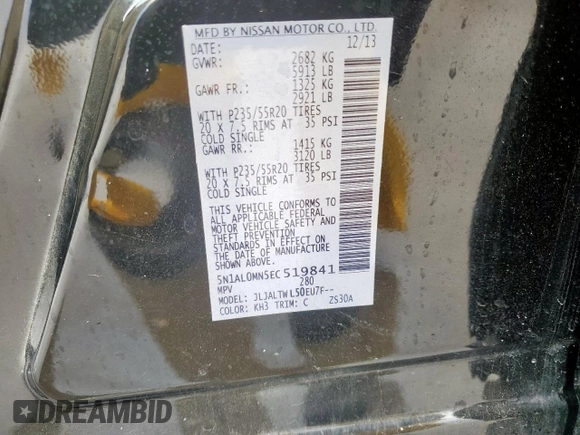 MFD BY NISSAN MOTOR CO., LTD.
DATE: 12/13
GVWR: 2682 KG
5913 LB
GAWR FR.: 1325 KG
2921 LB
WITH P235/55R20 TIRES
20 X 7.5 RIMS AT 35 PSI
COLD SINGLE
GAWR RR.: 1415 KG
3120 LB
WITH P235/55R20 TIRES
20 X 7.5 RIMS AT 35 PSI
COLD SINGLE
THIS VEHICLE CONFORMS TO
ALL APPLICABLE FEDERAL
MOTOR VEHICLE SAFETY AND
THEFT PREVENTION
STANDARDS IN EFFECT ON
THE DATE OF MANUFACTURE
SHOWN ABOVE.
5N1AL0MN5EC519841
MPV 280
MODEL: JLJALTWL50EU7F--
COLOR: KH3 TRIM: C ZS30A
DREAMBID